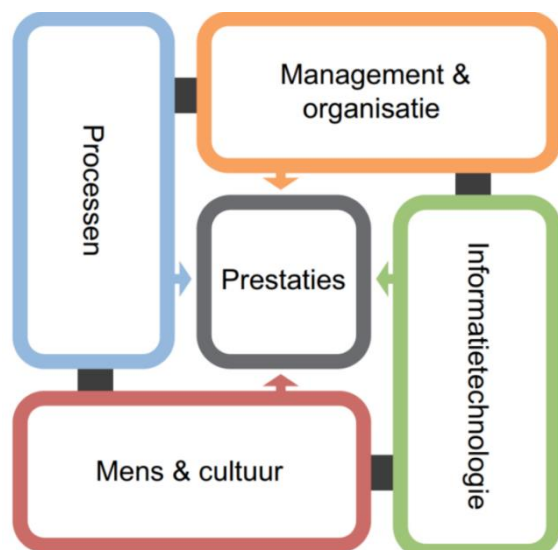 Management &
organisatie
Processen
Prestaties
Informatietechnologie
Mens & cultuur